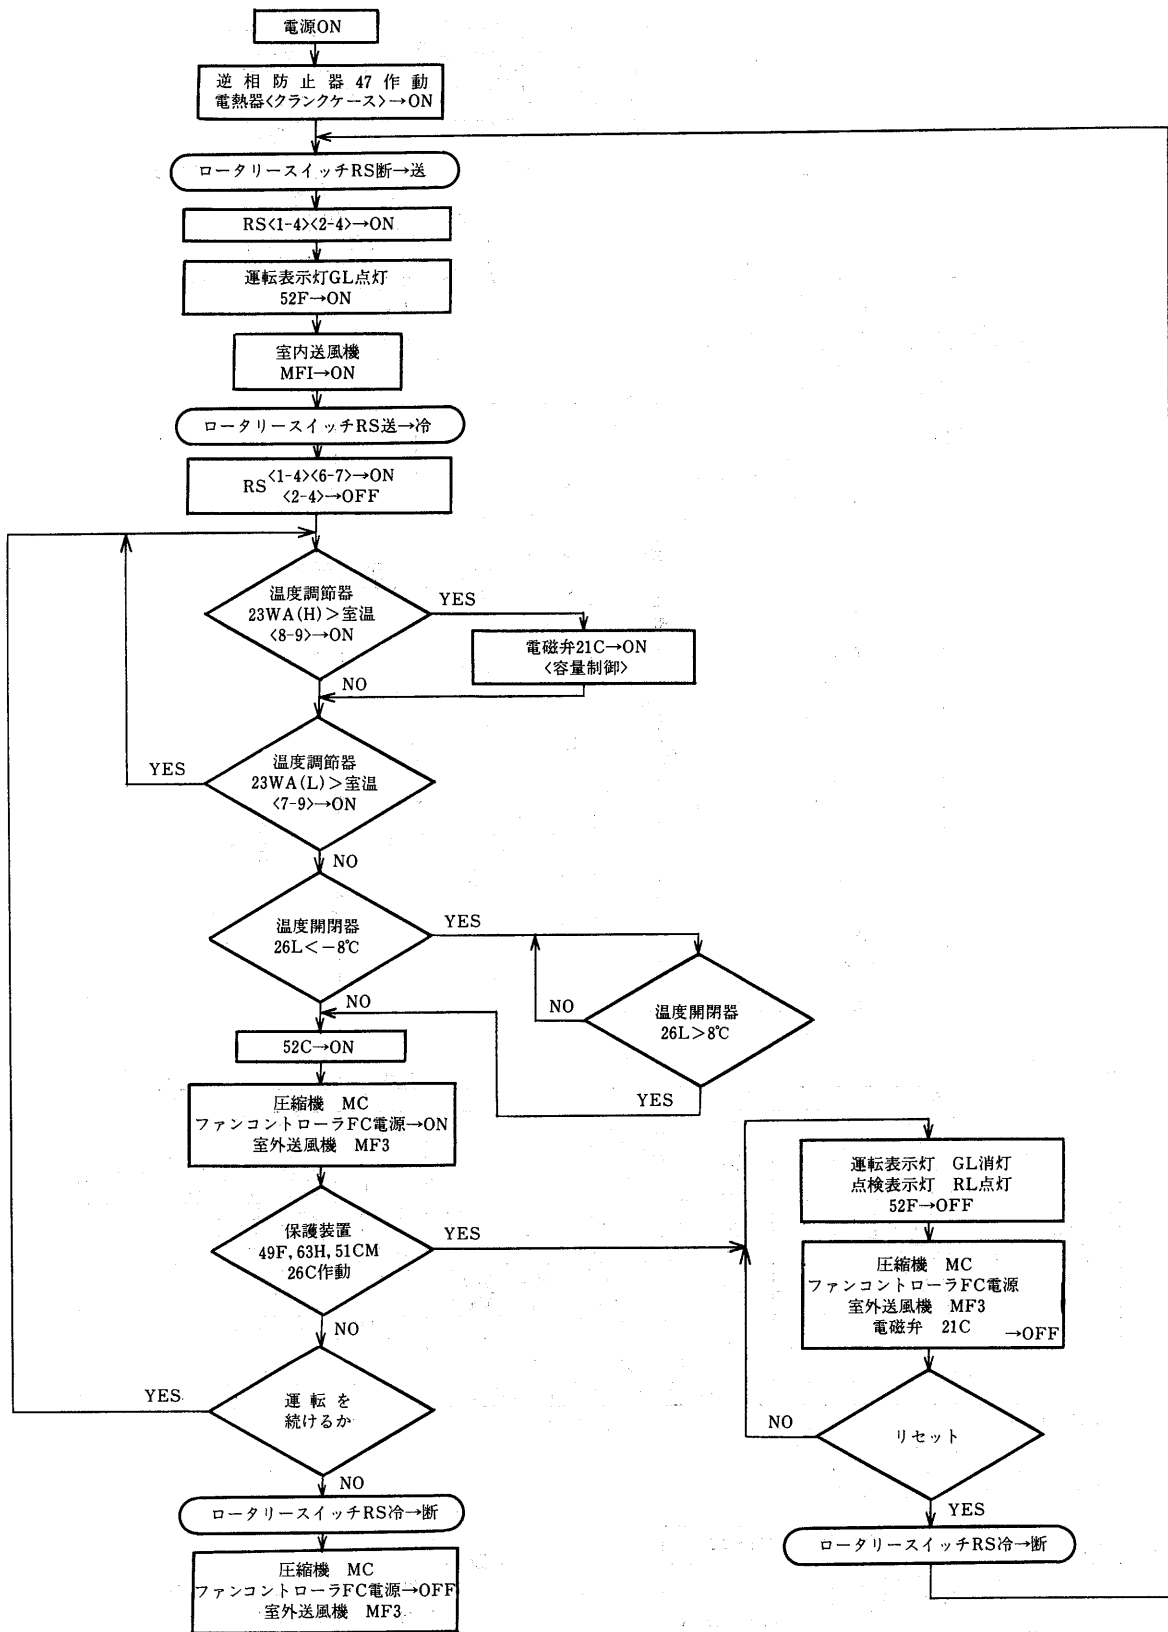 電源ON
逆相防止器 47 作動
電熱器<クランクケース>→ON
ロータリースイッチRS断→送
RS<1-4><2-4>→ON
運転表示灯GL点灯
52F→ON
室内送風機
MFI→ON
ロータリースイッチRS送→冷
RS<1-4><6-7>→ON
<2-4>→OFF
温度調節器
23WA(H)>室温
<8-9>→ON
YES
電磁弁21C→ON
<容量制御>
NO
温度調節器
23WA(L)>室温
<7-9>→ON
YES
NO
温度開閉器
26L<-8℃
YES
温度開閉器
26L>8℃
NO
YES
NO
52C→ON
圧縮機 MC
ファンコントローラFC電源→ON
室外送風機 MF3
保護装置
49F, 63H, 51CM
26C作動
YES
NO
運転を
続けるか
YES
NO
ロータリースイッチRS冷→断
圧縮機 MC
ファンコントローラFC電源→OFF
室外送風機 MF3
運転表示灯 GL消灯
点検表示灯 RL点灯
52F→OFF
圧縮機 MC
ファンコントローラFC電源
室外送風機 MF3
電磁弁 21C →OFF
リセット
NO
YES
ロータリースイッチRS冷→断